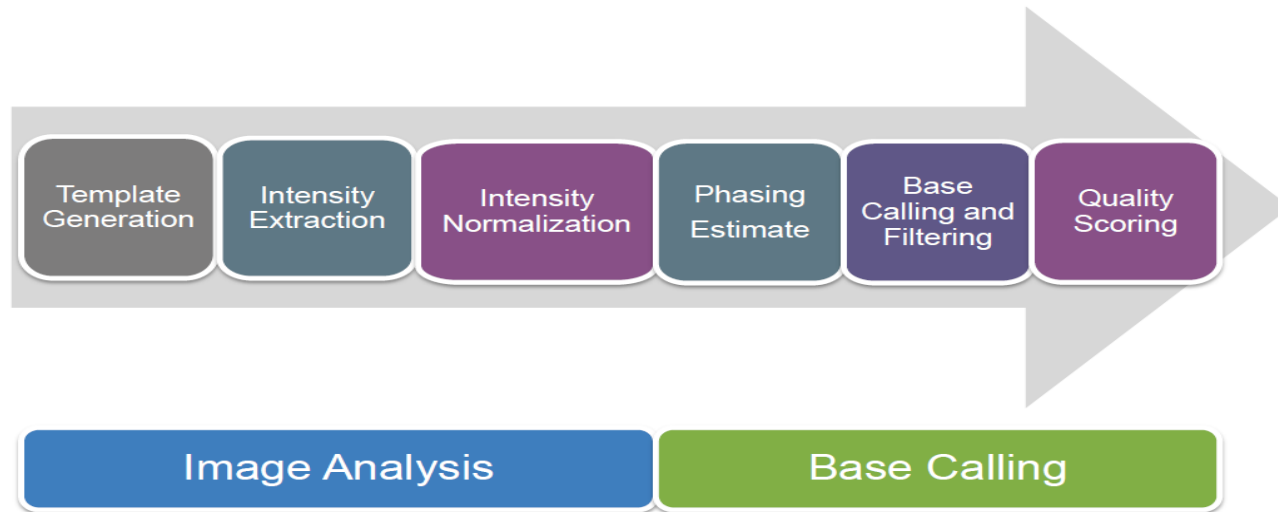 Template
Generation
Intensity
Extraction
Intensity
Normalization
Phasing
Estimate
Base
Calling and
Filtering
Quality
Scoring
Image Analysis
Base Calling